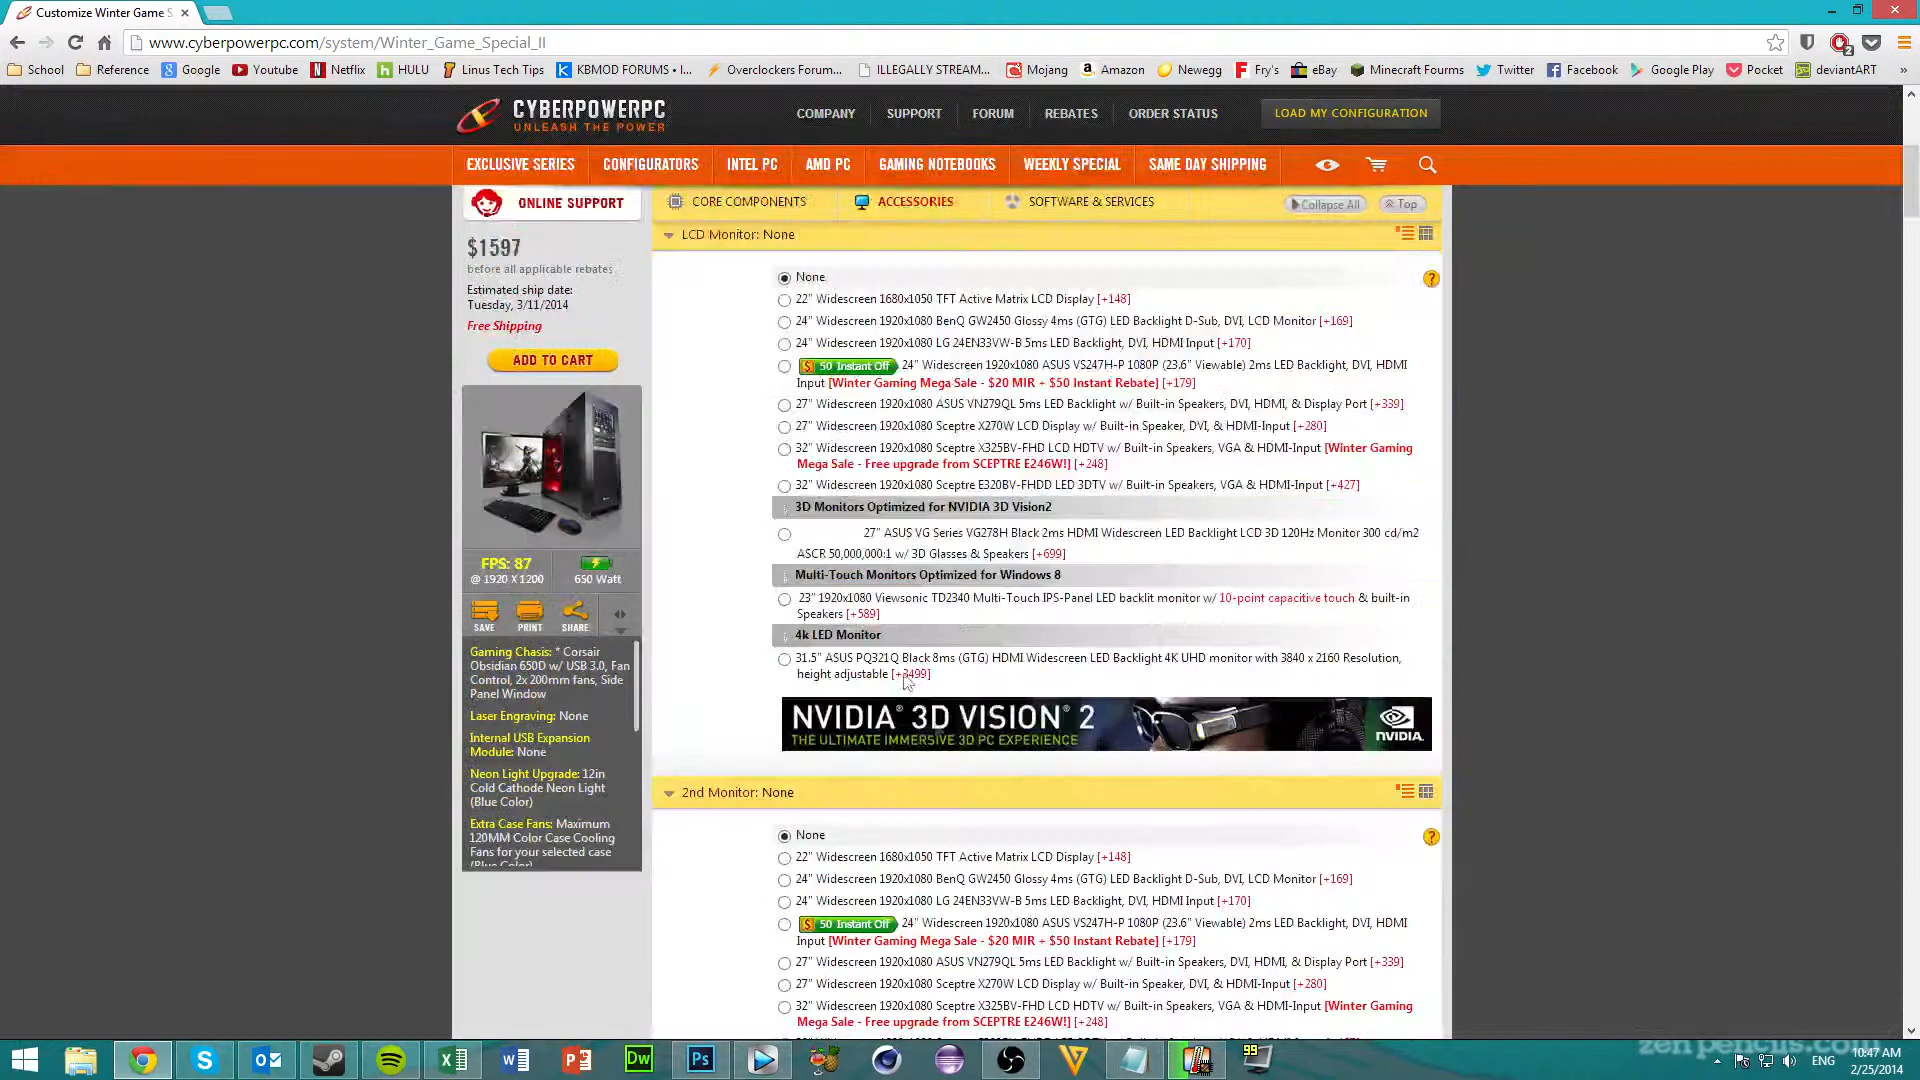 Customize Winter Game S
www.cyberpowerpc.com/system/Winter_Game_Special_II
School Reference Google Youtube Netflix HULU Linus Tech Tips KBMOD FORUMS • I... Overclockers Forum... ILLEGALLY STREAM... Mojang Amazon Newegg Fry's eBay Minecraft Fourms Twitter Facebook Google Play Pocket deviantART »
CYBERPOWERPC
UNLEASH THE POWER
COMPANY SUPPORT FORUM REBATES ORDER STATUS LOAD MY CONFIGURATION
EXCLUSIVE SERIES CONFIGURATORS INTEL PC AMD PC GAMING NOTEBOOKS WEEKLY SPECIAL SAME DAY SHIPPING
ONLINE SUPPORT
$1597
before all applicable rebates
Estimated ship date:
Tuesday, 3/11/2014
Free Shipping
ADD TO CART
FPS: 87
@ 1920 X 1200
650 Watt
SAVE PRINT SHARE
Gaming Chasis: * Corsair
Obsidian 650D w/ USB 3.0, Fan
Control, 2x 200mm fans, Side
Panel Window
Laser Engraving: None
Internal USB Expansion
Module: None
Neon Light Upgrade: 12in
Cold Cathode Neon Light
(Blue Color)
Extra Case Fans: Maximum
120MM Color Case Cooling
Fans for your selected case
(Blue Color)
CORE COMPONENTS ACCESSORIES SOFTWARE & SERVICES Collapse All Top
LCD Monitor: None
None
22" Widescreen 1680x1050 TFT Active Matrix LCD Display [+148]
24" Widescreen 1920x1080 BenQ GW2450 Glossy 4ms (GTG) LED Backlight D-Sub, DVI, LCD Monitor [+169]
24" Widescreen 1920x1080 LG 24EN33VW-B 5ms LED Backlight, DVI, HDMI Input [+170]
$ 50 Instant Off 24" Widescreen 1920x1080 ASUS VS247H-P 1080P (23.6" Viewable) 2ms LED Backlight, DVI, HDMI
Input [Winter Gaming Mega Sale - $20 MIR + $50 Instant Rebate] [+179]
27" Widescreen 1920x1080 ASUS VN279QL 5ms LED Backlight w/ Built-in Speakers, DVI, HDMI, & Display Port [+339]
27" Widescreen 1920x1080 Sceptre X270W LCD Display w/ Built-in Speaker, DVI, & HDMI-Input [+280]
32" Widescreen 1920x1080 Sceptre X325BV-FHD LCD HDTV w/ Built-in Speakers, VGA & HDMI-Input [Winter Gaming
Mega Sale - Free upgrade from SCEPTRE E246W!] [+248]
32" Widescreen 1920x1080 Sceptre E320BV-FHDD LED 3DTV w/ Built-in Speakers, VGA & HDMI-Input [+427]
3D Monitors Optimized for NVIDIA 3D Vision2
27" ASUS VG Series VG278H Black 2ms HDMI Widescreen LED Backlight LCD 3D 120Hz Monitor 300 cd/m2
ASCR 50,000,000:1 w/ 3D Glasses & Speakers [+699]
Multi-Touch Monitors Optimized for Windows 8
23" 1920x1080 Viewsonic TD2340 Multi-Touch IPS-Panel LED backlit monitor w/ 10-point capacitive touch & built-in
Speakers [+589]
4k LED Monitor
31.5" ASUS PQ321Q Black 8ms (GTG) HDMI Widescreen LED Backlight 4K UHD monitor with 3840 x 2160 Resolution,
height adjustable [+3499]
NVIDIA® 3D VISION® 2
THE ULTIMATE IMMERSIVE 3D PC EXPERIENCE
NVIDIA.
2nd Monitor: None
None
22" Widescreen 1680x1050 TFT Active Matrix LCD Display [+148]
24" Widescreen 1920x1080 BenQ GW2450 Glossy 4ms (GTG) LED Backlight D-Sub, DVI, LCD Monitor [+169]
24" Widescreen 1920x1080 LG 24EN33VW-B 5ms LED Backlight, DVI, HDMI Input [+170]
$ 50 Instant Off 24" Widescreen 1920x1080 ASUS VS247H-P 1080P (23.6" Viewable) 2ms LED Backlight, DVI, HDMI
Input [Winter Gaming Mega Sale - $20 MIR + $50 Instant Rebate] [+179]
27" Widescreen 1920x1080 ASUS VN279QL 5ms LED Backlight w/ Built-in Speakers, DVI, HDMI, & Display Port [+339]
27" Widescreen 1920x1080 Sceptre X270W LCD Display w/ Built-in Speaker, DVI, & HDMI-Input [+280]
32" Widescreen 1920x1080 Sceptre X325BV-FHD LCD HDTV w/ Built-in Speakers, VGA & HDMI-Input [Winter Gaming
Mega Sale - Free upgrade from SCEPTRE E246W!] [+248]
zen pencils.com
99
ENG
10:47 AM
2/25/2014